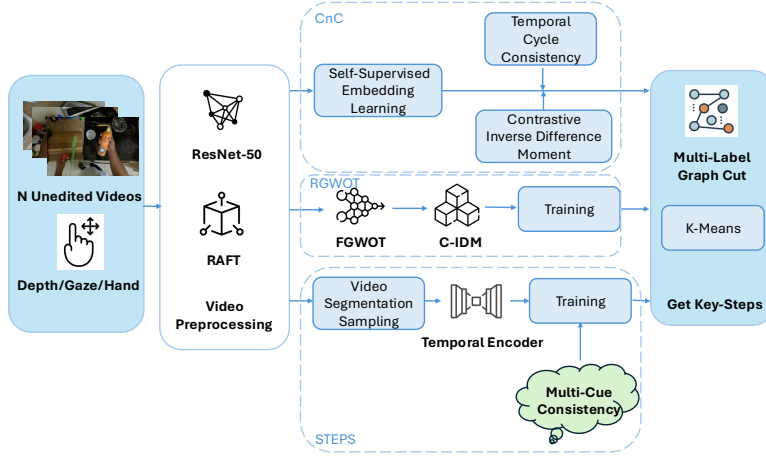 N Unedited Videos
Depth/Gaze/Hand
ResNet-50
RAFT
Video
Preprocessing
CnC
Self-Supervised
Embedding
Learning
Temporal
Cycle
Consistency
Contrastive
Inverse Difference
Moment
RGWOT
FGWOT
C-IDM
Training
Video
Segmentation
Sampling
Temporal Encoder
Training
Multi-Cue
Consistency
STEPS
Multi-Label
Graph Cut
K-Means
Get Key-Steps